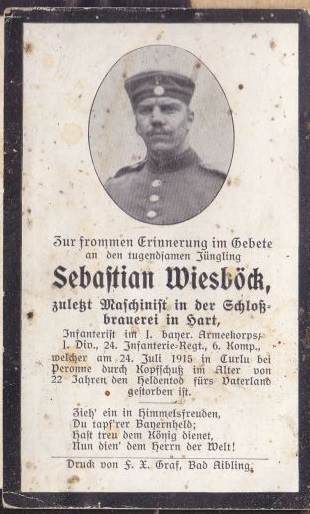 Zur frommen Erinnerung im Gebete
an den tugendsamen Jüngling
Sebastian Wiesböck,
zuletzt Maschinist in der Schloß-
brauerei in Hart,
Infanterist im 1. bayer. Armeekorps,
1. Div., 24. Infanterie-Regt., 6. Komp.,
welcher am 24. Juli 1915 in Curlu bei
Peronne durch Kopfschuß im Alter von
22 Jahren den Heldentod fürs Vaterland
gestorben ist.
Zieh' ein in Himmelsfreuden,
Du tapf'rer Bayernheld;
Hast treu dem König dienet,
Nun dien' dem Herrn der Welt!
Druck von F. X. Graf, Bad Aibling.